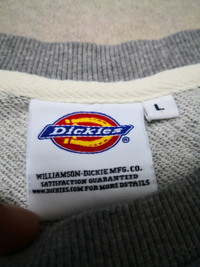 L
Dickies®
WILLIAMSON-DICKIE MFG. CO.
SATISFACTION GUARANTEED
WWW.DICKIES.COM FOR MORE DETAILS